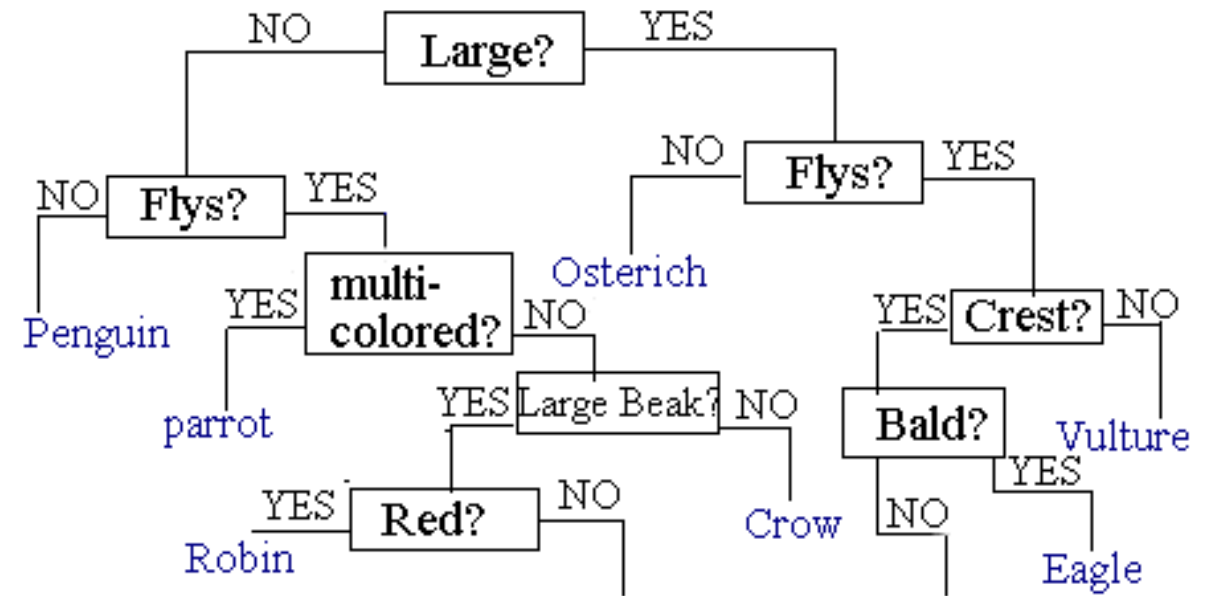 NO
Large?
YES
NO
Flys?
YES
NO
Flys?
YES
Osterich
multi-
colored?
YES
NO
YES
Crest?
NO
Penguin
YES
Large Beak?
NO
parrot
Bald?
Vulture
YES
YES
Red?
NO
Crow
NO
Robin
Eagle